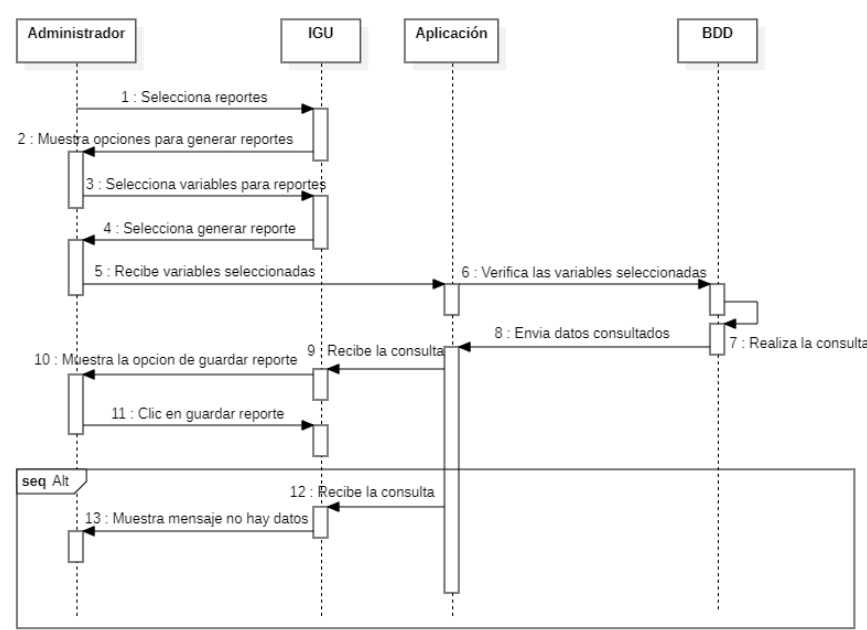 Administrador
IGU
Aplicación
BDD
1 : Selecciona reportes
2 : Muestra opciones para generar reportes
3 : Selecciona variables para reportes
4 : Selecciona generar reporte
5 : Recibe variables seleccionadas
6 : Verifica las variables seleccionadas
7 : Realiza la consulta
8 : Envia datos consultados
9 : Recibe la consulta
10 : Muestra la opcion de guardar reporte
11 : Clic en guardar reporte
seq Alt
12 : Recibe la consulta
13 : Muestra mensaje no hay datos